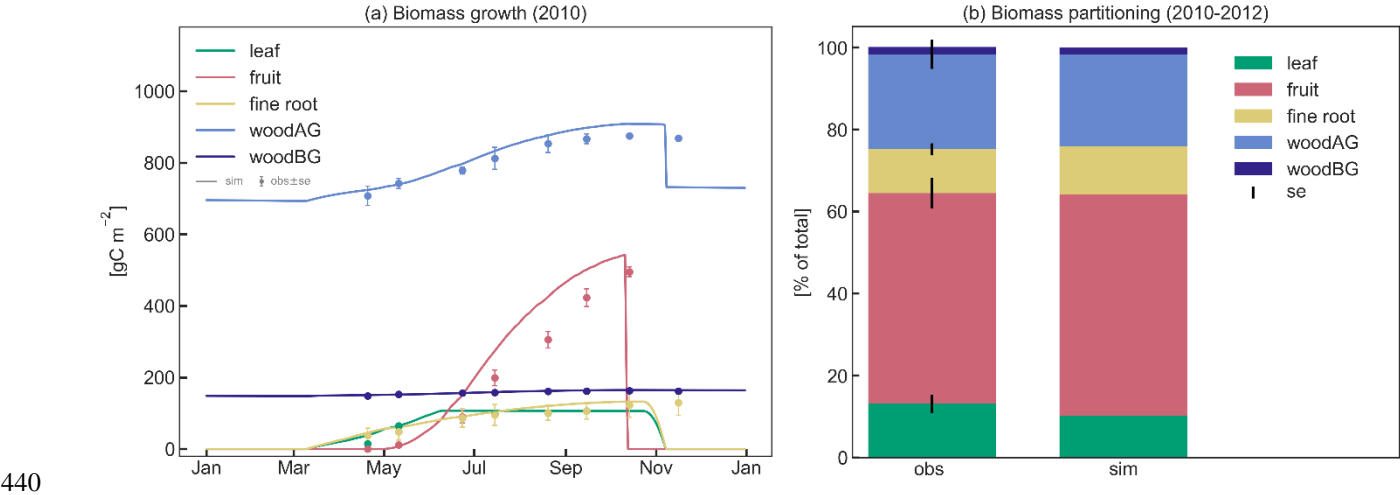 (a) Biomass growth (2010)
leaf
fruit
fine root
woodAG
woodBG
sim
obs±se
[gC m⁻²]
1000
800
600
400
200
0
Jan
Mar
May
Jul
Sep
Nov
Jan
(b) Biomass partitioning (2010-2012)
leaf
fruit
fine root
woodAG
woodBG
se
[% of total]
100
80
60
40
20
0
obs
sim
440